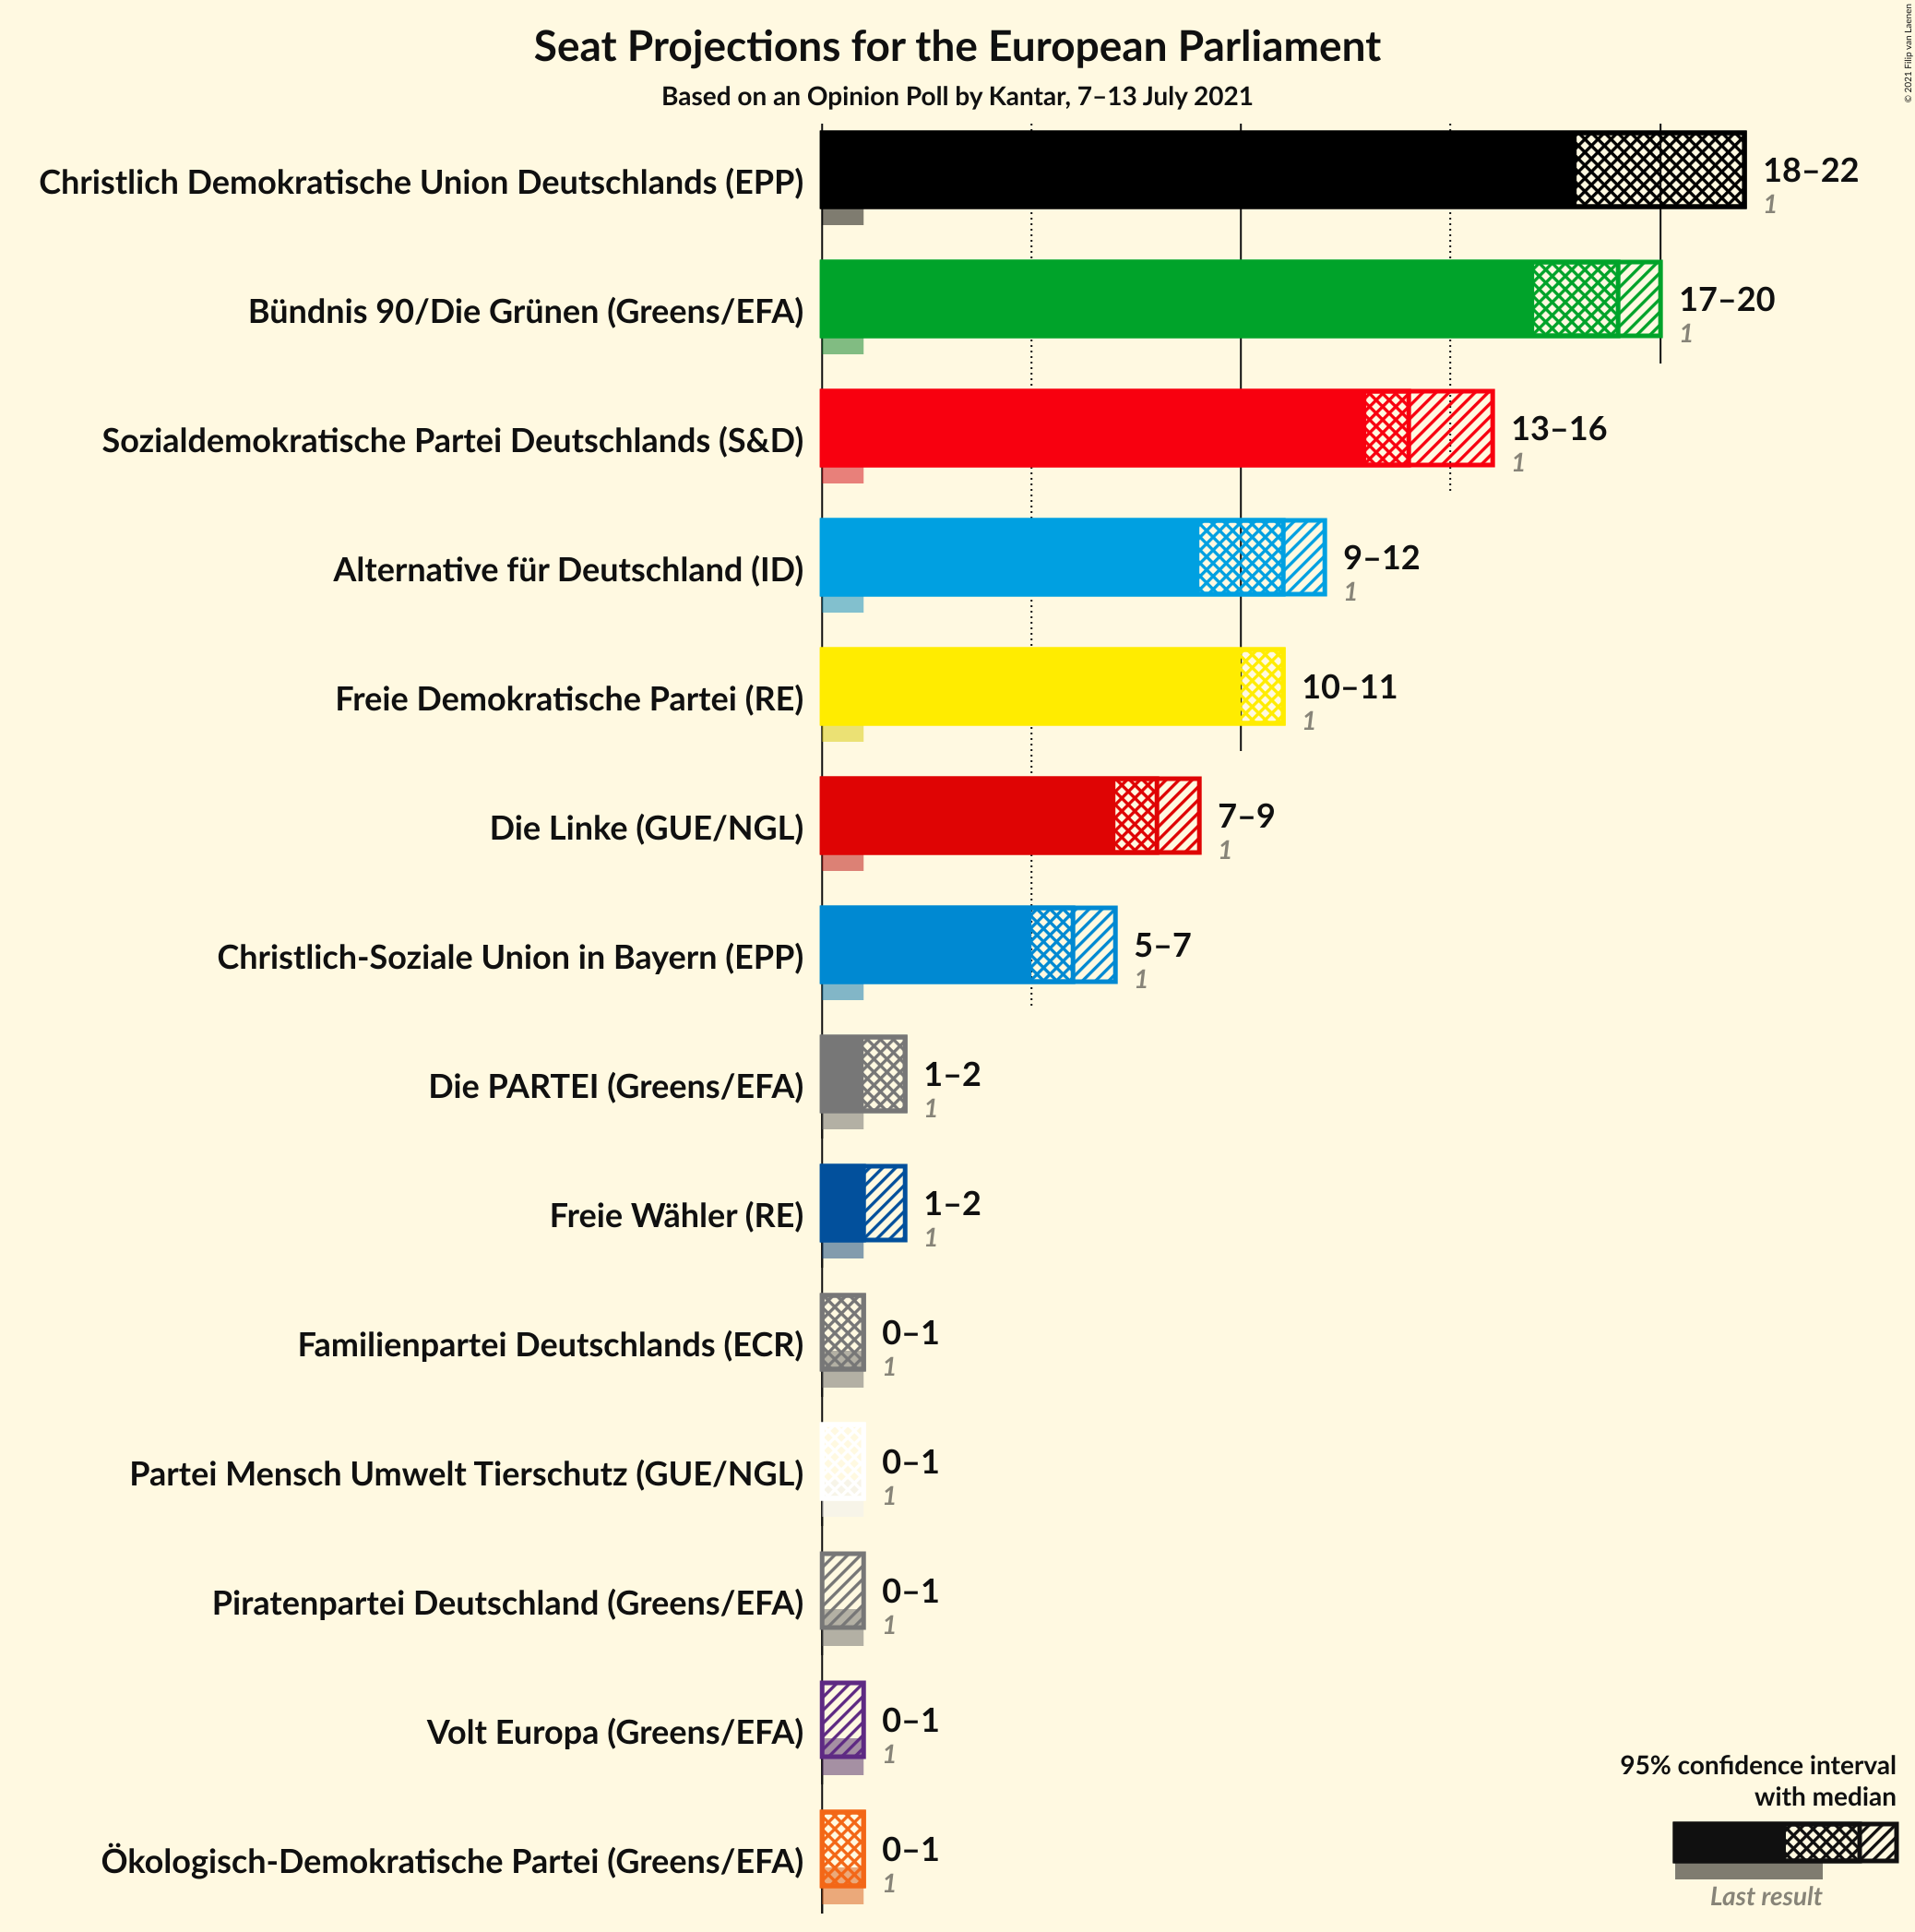 Seat Projections for the European Parliament
Based on an Opinion Poll by Kantar, 7–13 July 2021
© 2021 Filip van Laenen
Christlich Demokratische Union Deutschlands (EPP)
18–22
1
Bündnis 90/Die Grünen (Greens/EFA)
17–20
1
Sozialdemokratische Partei Deutschlands (S&D)
13–16
1
Alternative für Deutschland (ID)
9–12
1
Freie Demokratische Partei (RE)
10–11
1
Die Linke (GUE/NGL)
7–9
1
Christlich-Soziale Union in Bayern (EPP)
5–7
1
Die PARTEI (Greens/EFA)
1–2
1
Freie Wähler (RE)
1–2
1
Familienpartei Deutschlands (ECR)
0–1
1
Partei Mensch Umwelt Tierschutz (GUE/NGL)
0–1
1
Piratenpartei Deutschland (Greens/EFA)
0–1
1
Volt Europa (Greens/EFA)
0–1
1
Ökologisch-Demokratische Partei (Greens/EFA)
0–1
1
95% confidence interval
with median
Last result